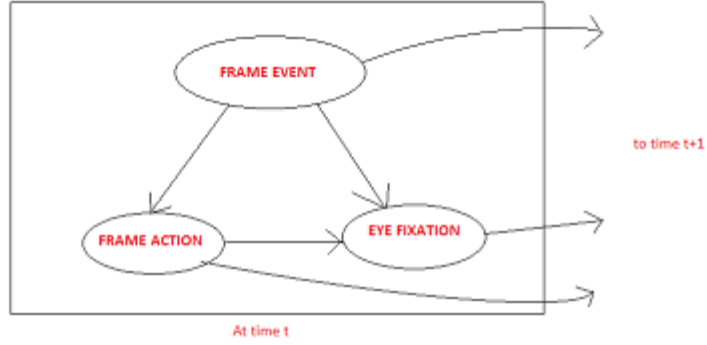 FRAME EVENT
to time t+1
FRAME ACTION
EYE FIXATION
At time t